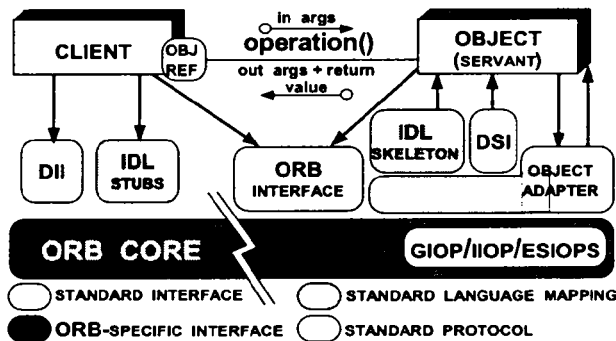 in args
CLIENT
OBJ
REF
operation()
OBJECT
(SERVANT)
out args + return
value
DII
IDL
STUBS
ORB
INTERFACE
IDL
SKELETON
DSI
OBJECT
ADAPTER
ORB CORE
GIOP/IIOP/ESIOPS
STANDARD INTERFACE
STANDARD LANGUAGE MAPPING
ORB-SPECIFIC INTERFACE
STANDARD PROTOCOL